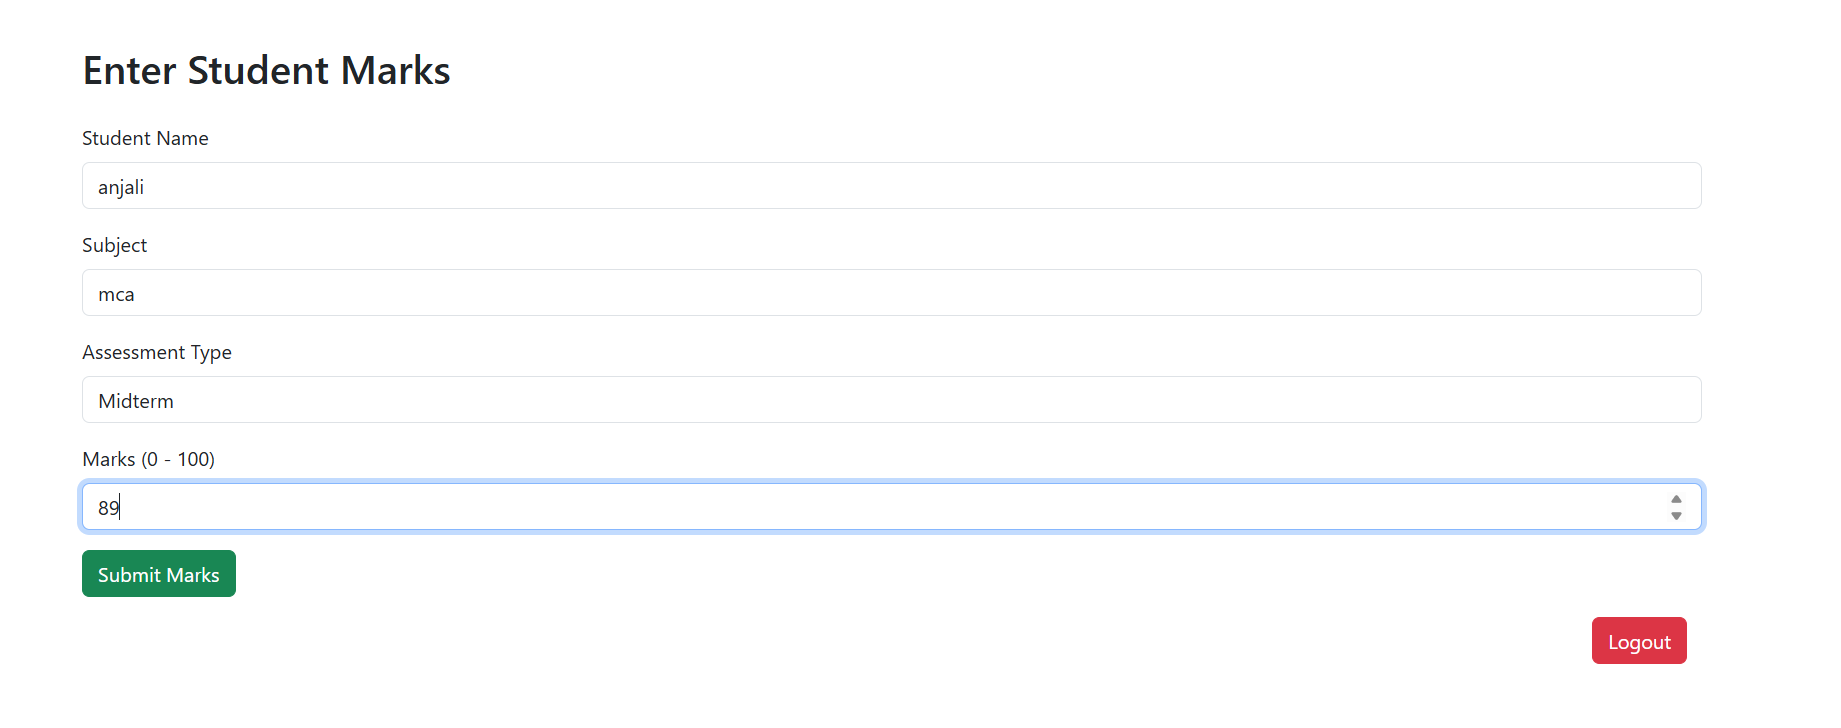 Enter Student Marks
Student Name
anjali
Subject
mca
Assessment Type
Midterm
Marks (0 - 100)
89
Submit Marks
Logout